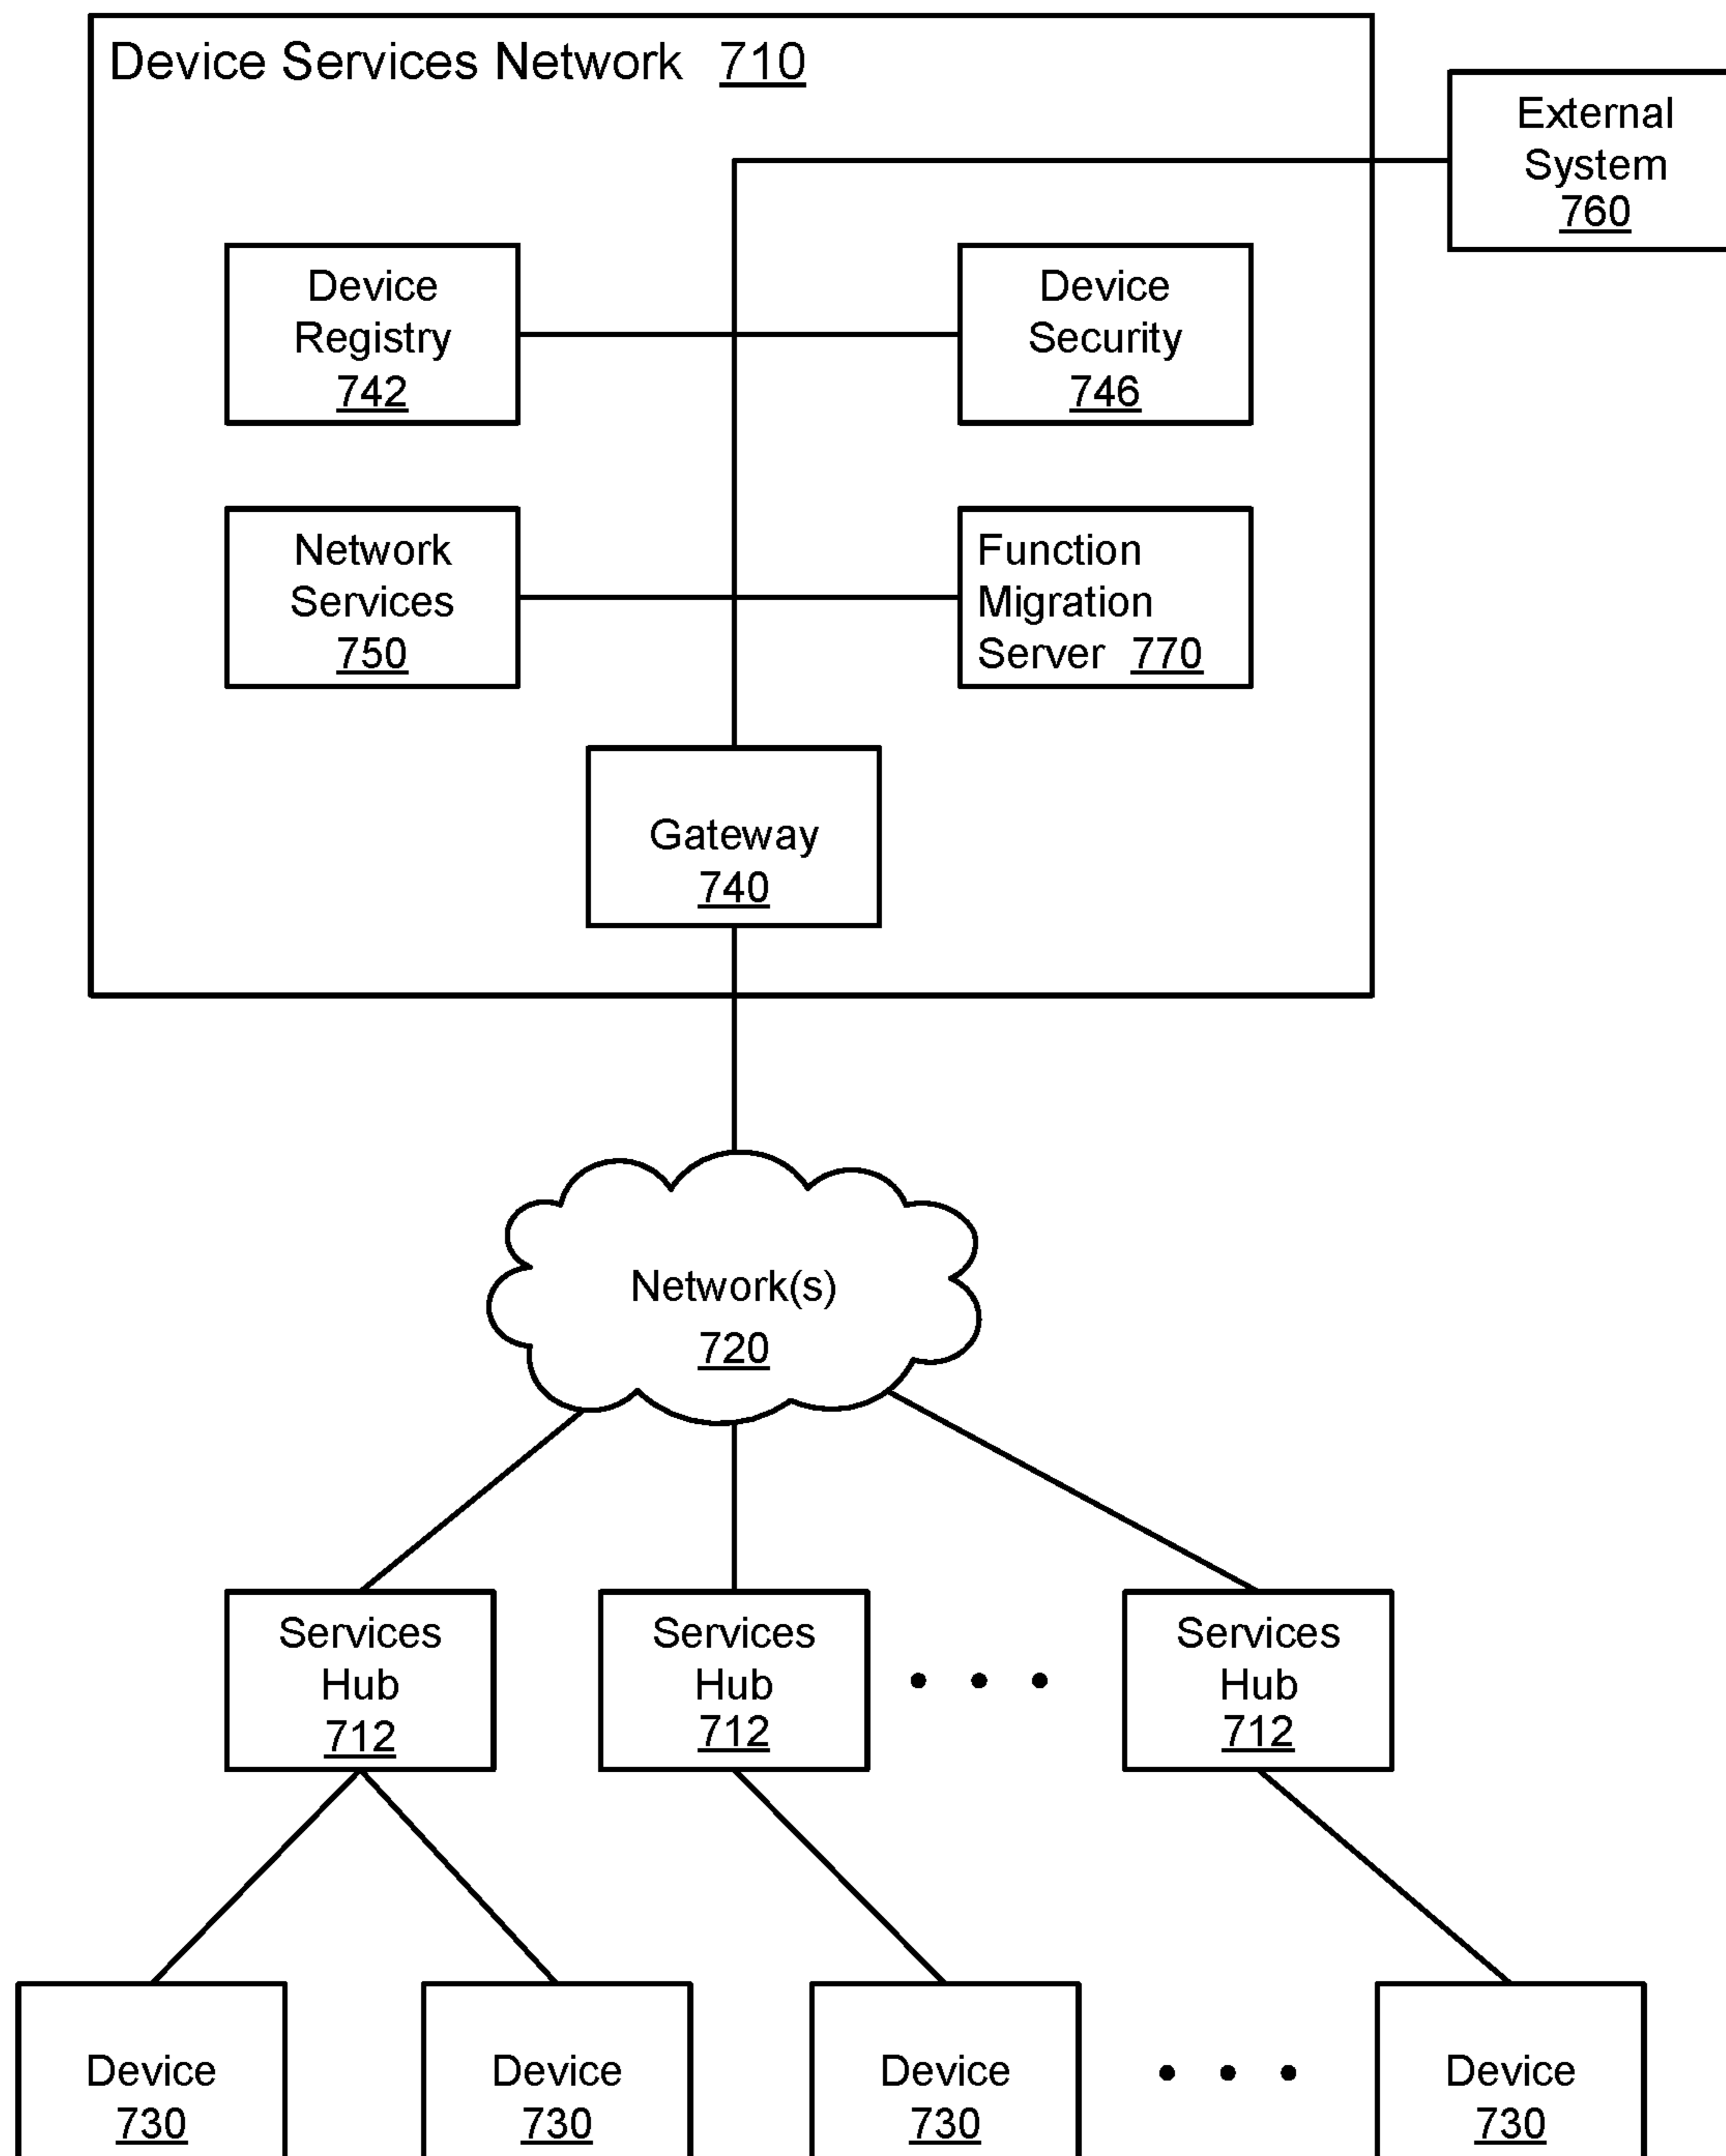 Device Services Network 710
External
System
760
Device
Registry
742
Device
Security
746
Network
Services
750
Function
Migration
Server 770
Gateway
740
Network(s)
720
Services
Hub
712
Services
Hub
712
Services
Hub
712
Device
730
Device
730
Device
730
Device
730